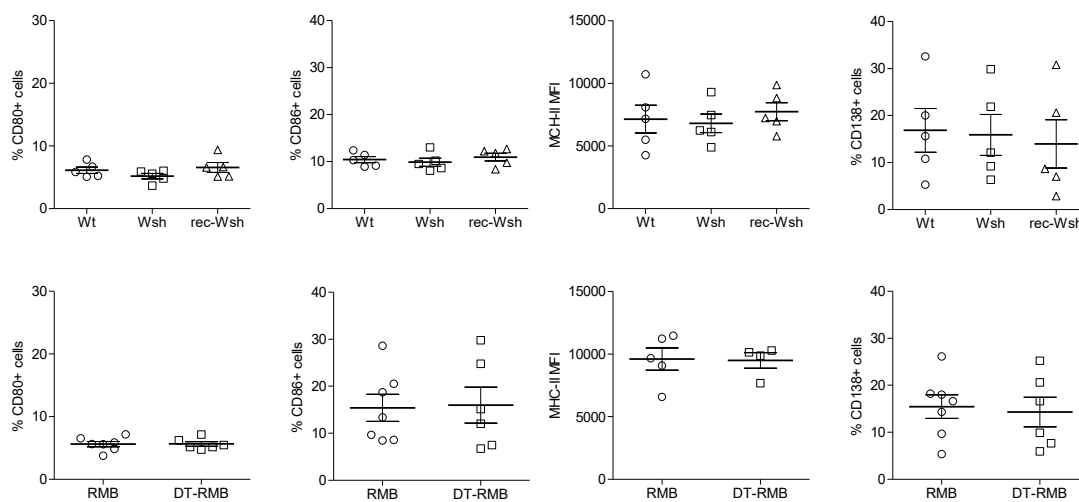 30
20
10
0
% CD80+ cells
Wt Wsh rec-Wsh
40
30
20
10
0
% CD86+ cells
Wt Wsh rec-Wsh
15000
10000
5000
0
MCH-II MFI
Wt Wsh rec-Wsh
40
30
20
10
0
% CD138+ cells
Wt Wsh rec-Wsh
30
20
10
0
% CD80+ cells
RMB DT-RMB
40
30
20
10
0
% CD86+ cells
RMB DT-RMB
15000
10000
5000
0
MHC-II MFI
RMB DT-RMB
40
30
20
10
0
% CD138+ cells
RMB DT-RMB